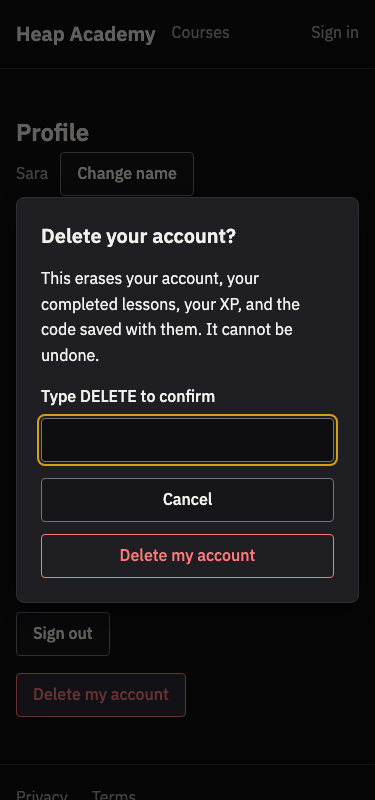 Heap Academy Courses Sign in
Profile
Sara Change name
Delete your account?
This erases your account, your
completed lessons, your XP, and the
code saved with them. It cannot be
undone.
Type DELETE to confirm
Cancel
Delete my account
Sign out
Delete my account
Privacy Terms